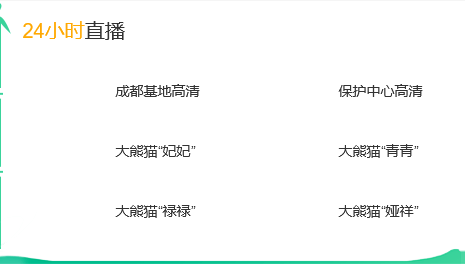 24小时直播
成都基地高清 保护中心高清
大熊猫“妃妃” 大熊猫“青青”
大熊猫“禄禄” 大熊猫“娅祥”